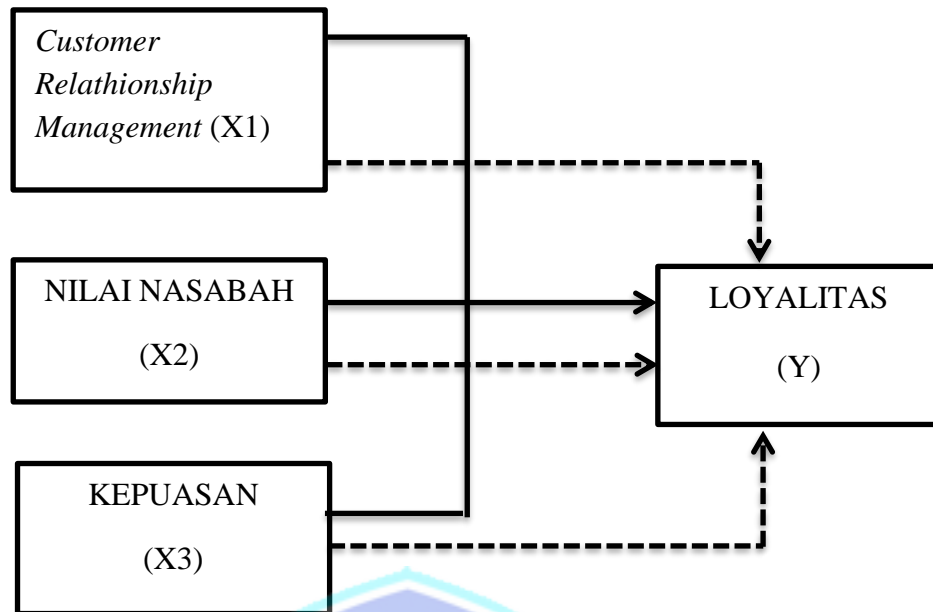 Customer
Relathionship
Management (X1)
NILAI NASABAH
(X2)
LOYALITAS
(Y)
KEPUASAN
(X3)